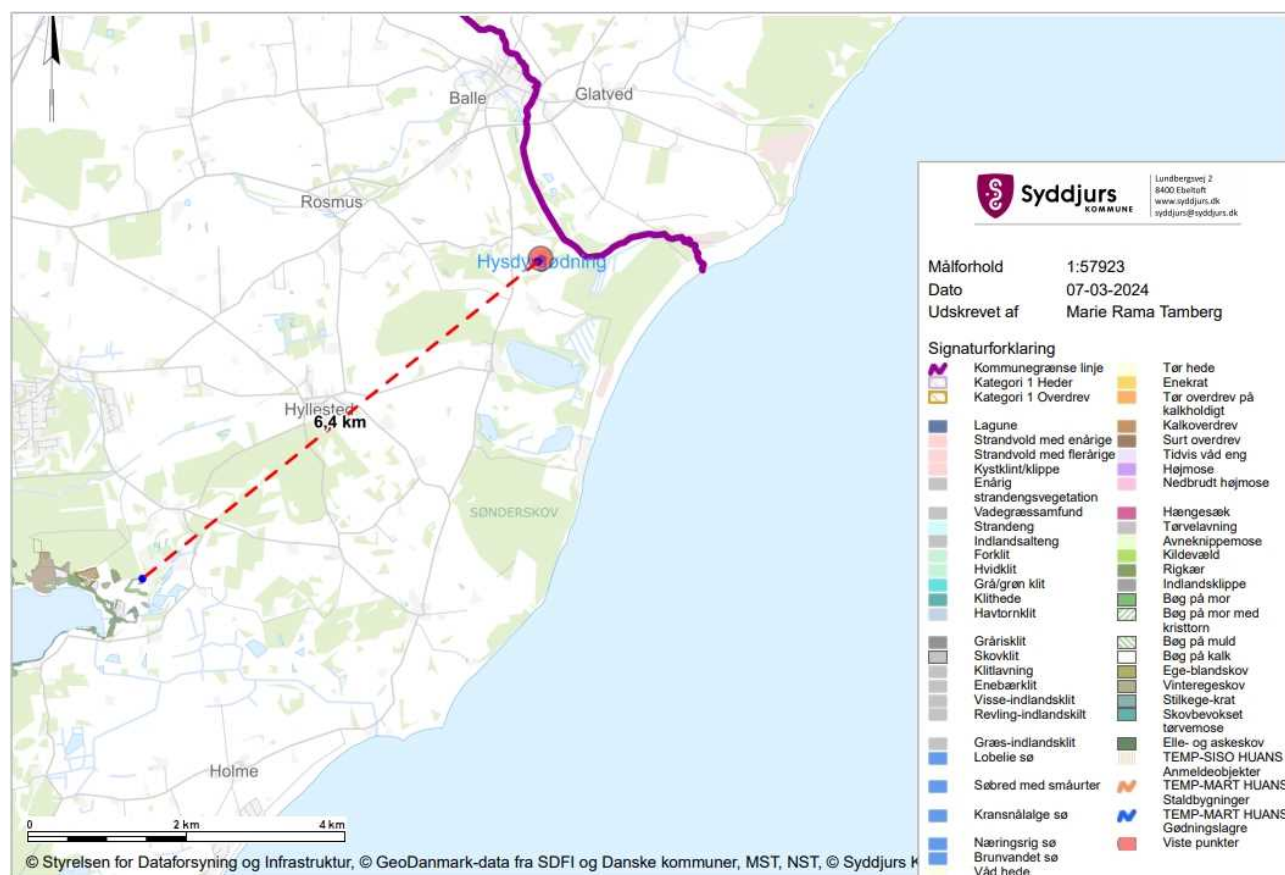 Balle
Glatved
Rosmus
Hyllested
6,4 km
SØNDERSKOV
Holme
0 2 km 4 km
© Styrelsen for Dataforsyning og Infrastruktur, © GeoDanmark-data fra SDFI og Danske kommuner, MST, NST, © Syddjurs K
Syddjurs
KOMMUNE
Lundbergsvej 2
8400 Ebeltoft
www.syddjurs.dk
syddjurs@syddjurs.dk
Målforhold 1:57923
Dato 07-03-2024
Udskrevet af Marie Rama Tamberg
Signaturforklaring
Kommunegrænse linje
Kategori 1 Heder
Kategori 1 Overdrev
Lagune
Strandvold med enårige
Strandvold med flerårige
Kystklint/klippe
Enårig
strandengsvegetation
Vadegræssamfund
Strandeng
Indlandsalteng
Forklit
Hvidklit
Grå/grøn klit
Klithede
Havtornklit
Grårisklit
Skovklit
Klitlavning
Enebærklit
Visse-indlandsklit
Revling-indlandskilt
Græs-indlandsklit
Lobelie sø
Søbred med småurter
Kransnålalge sø
Næringsrig sø
Brunvandet sø
Våd hede
Tør hede
Enekrat
Tør overdrev på
kalkholdigt
Kalkoverdrev
Surt overdrev
Tidvis våd eng
Højmose
Nedbrudt højmose
Hængesæk
Tørvelavning
Avneknippemose
Kildevæld
Rigkær
Indlandsklippe
Bøg på mor
Bøg på mor med
kristtorn
Bøg på muld
Bøg på kalk
Ege-blandskov
Vinteregeskov
Stilkege-krat
Skovbevokset
tørvemose
Elle- og askeskov
TEMP-SISO HUANS
Anmeldeobjekter
TEMP-MART HUANS
Staldbygninger
TEMP-MART HUANS
Gødningslagre
Viste punkter